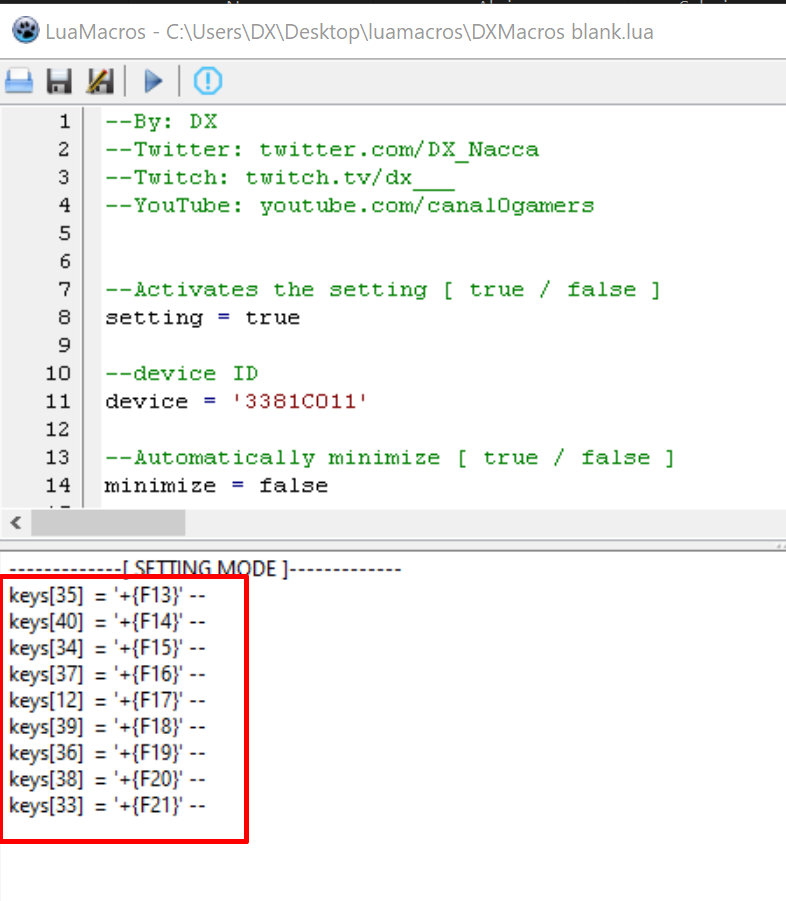 LuaMacros - C:\Users\DX\Desktop\luamacros\DXMacros blank.lua
1 --By: DX
2 --Twitter: twitter.com/DX_Nacca
3 --Twitch: twitch.tv/dx___
4 --YouTube: youtube.com/canal0gamers
5
6
7 --Activates the setting [ true / false ]
8 setting = true
9
10 --device ID
11 device = '3381C011'
12
13 --Automatically minimize [ true / false ]
14 minimize = false
-------------[ SETTING MODE ]-------------
keys[35] = '+{F13}' --
keys[40] = '+{F14}' --
keys[34] = '+{F15}' --
keys[37] = '+{F16}' --
keys[12] = '+{F17}' --
keys[39] = '+{F18}' --
keys[36] = '+{F19}' --
keys[38] = '+{F20}' --
keys[33] = '+{F21}' --